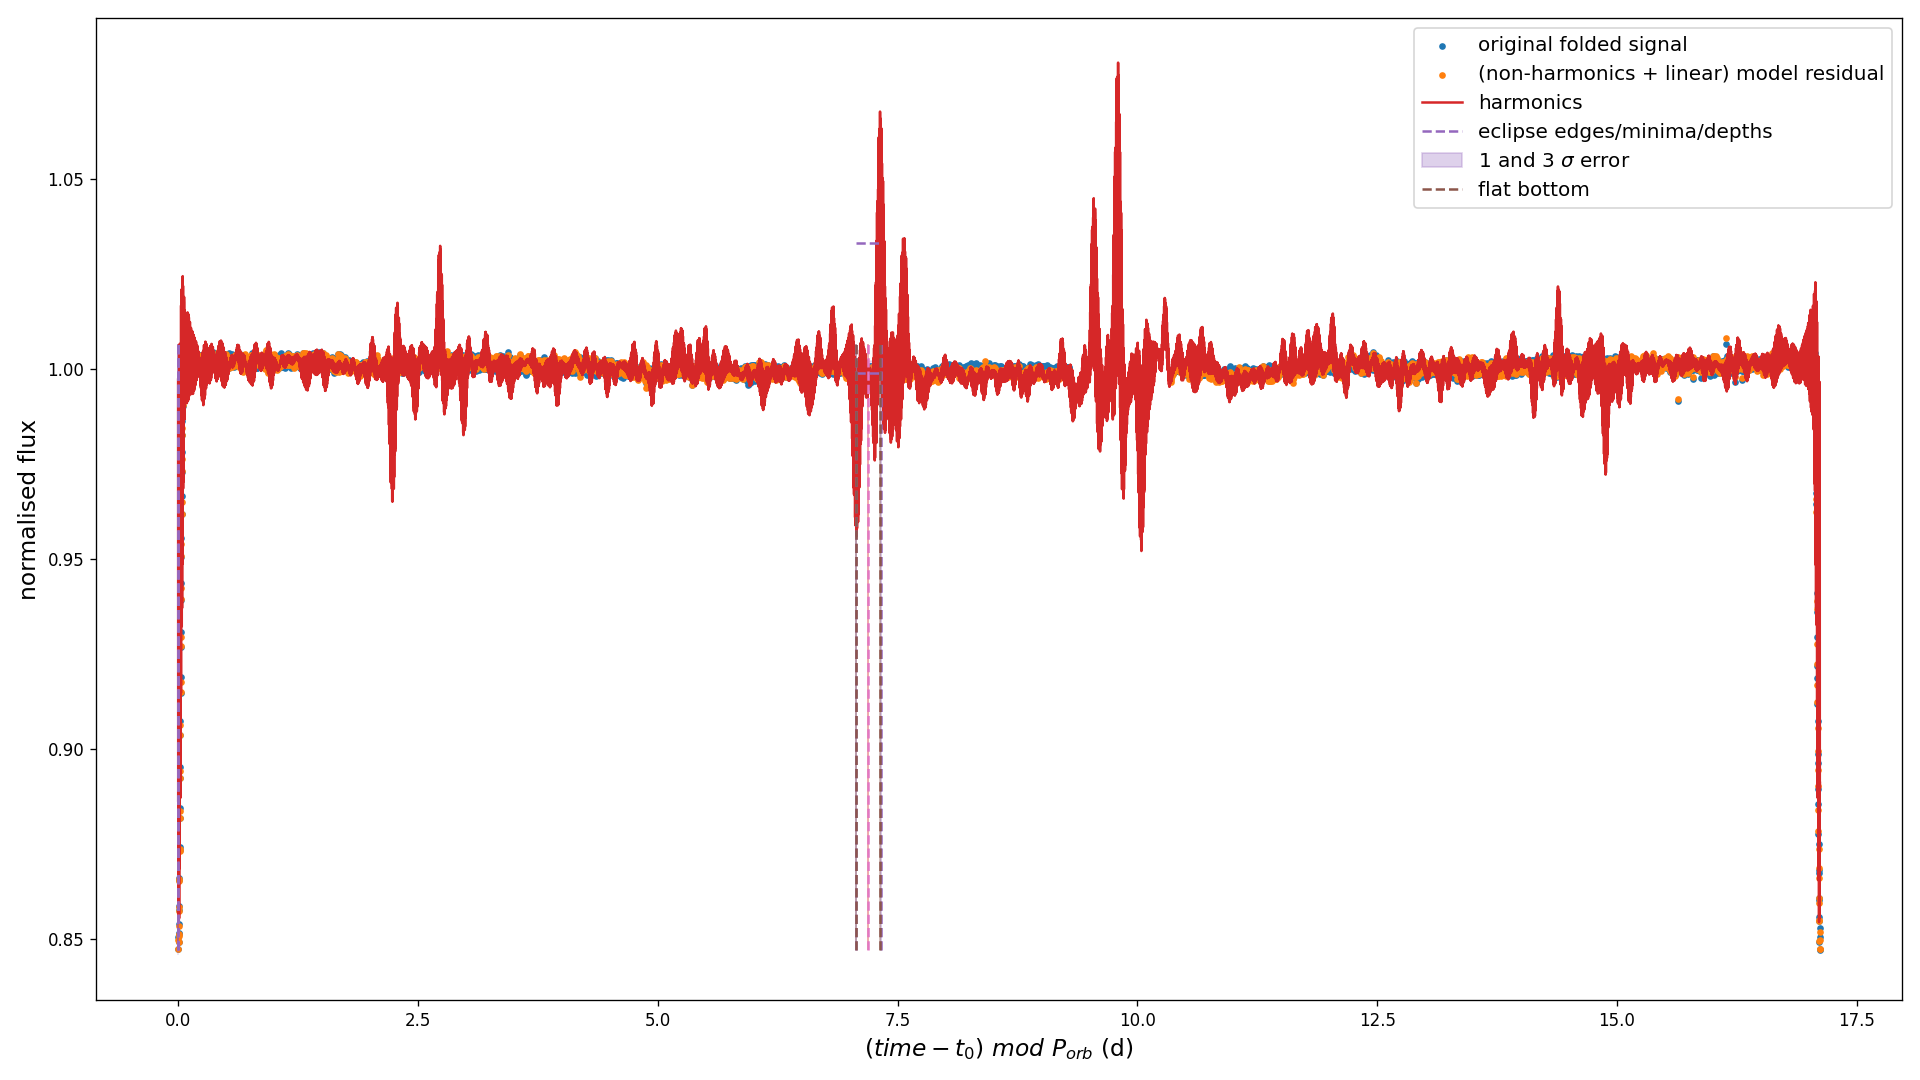 original folded signal
(non-harmonics + linear) model residual
harmonics
eclipse edges/minima/depths
1 and 3 σ error
flat bottom
normalised flux
1.05
1.00
0.95
0.90
0.85
0.0 2.5 5.0 7.5 10.0 12.5 15.0 17.5
(time − t₀) mod Pₒᵣb (d)